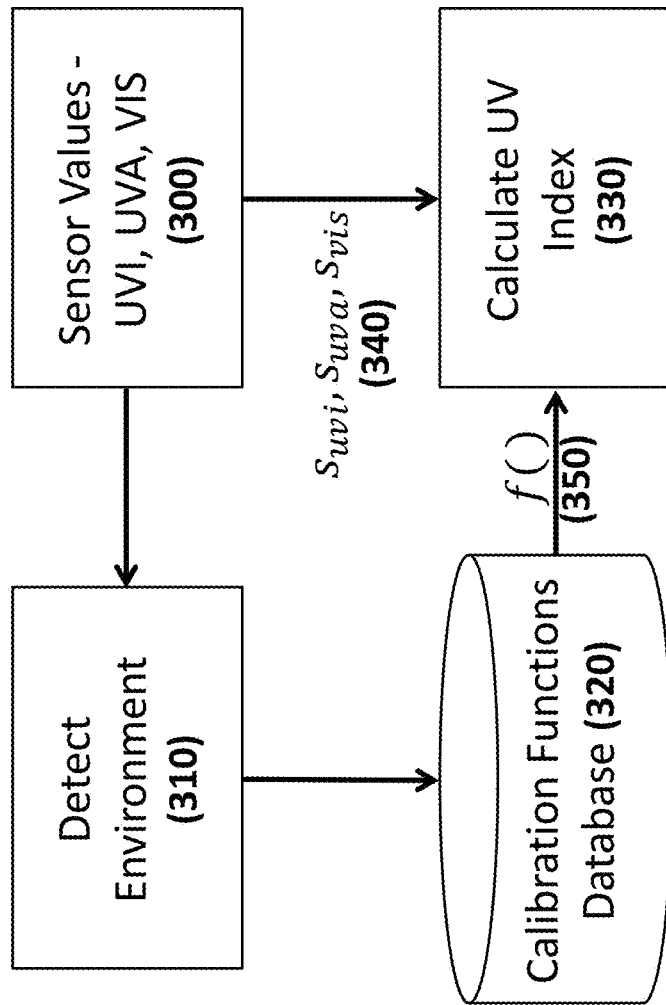 Sensor Values -
UVI, UVA, VIS
(300)
Detect
Environment
(310)
s_uvi, s_uva, s_vis
(340)
Calibration Functions
Database (320)
f ()
(350)
Calculate UV
Index
(330)